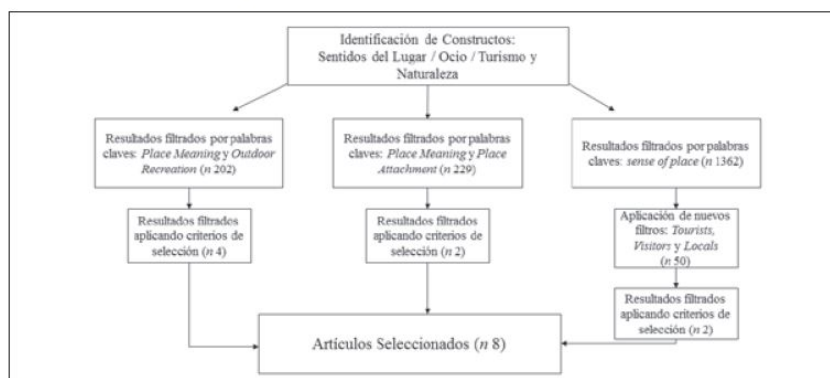 Identificación de Constructos:
Sentidos del Lugar / Ocio / Turismo y
Naturaleza
Resultados filtrados por palabras
claves: Place Meaning y Outdoor
Recreation (n 202)
Resultados filtrados por palabras
claves: Place Meaning y Place
Attachment (n 229)
Resultados filtrados por palabras
claves: sense of place (n 1362)
Resultados filtrados
aplicando criterios de
selección (n 4)
Resultados filtrados
aplicando criterios de
selección (n 2)
Aplicación de nuevos
filtros: Tourists,
Visitors y Locals
(n 50)
Resultados filtrados
aplicando criterios de
selección (n 2)
Artículos Seleccionados (n 8)